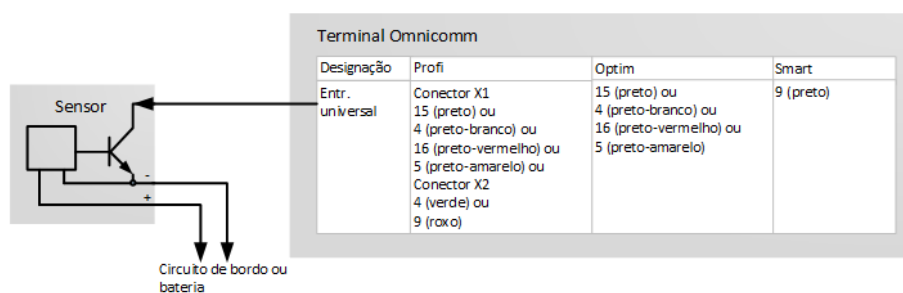 Terminal Omnicomm
Designação
Profi
Optim
Smart
Entr.
universal
Conector X1
15 (preto) ou
4 (preto-branco) ou
16 (preto-vermelho) ou
5 (preto-amarelo) ou
Conector X2
4 (verde) ou
9 (roxo)
15 (preto) ou
4 (preto-branco) ou
16 (preto-vermelho) ou
5 (preto-amarelo)
9 (preto)
Sensor
-
+
Circuito de bordo ou
bateria